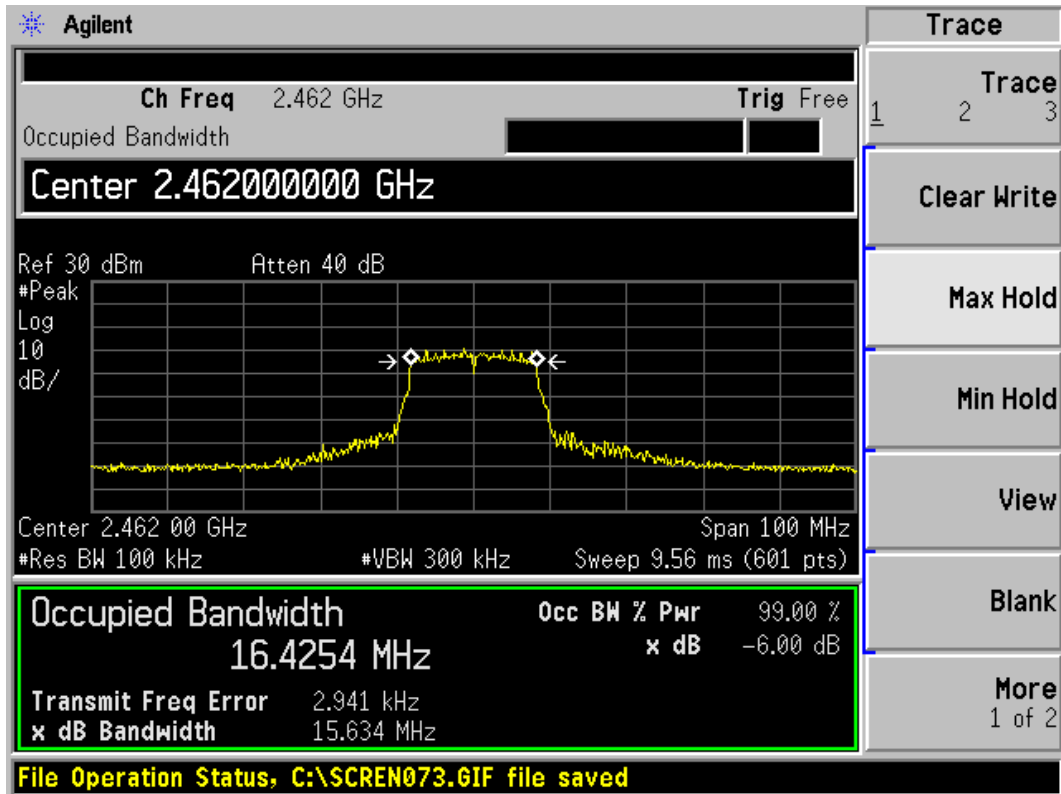 Agilent
Trace
Ch Freq 2.462 GHz Trig Free
Occupied Bandwidth
Center 2.462000000 GHz
Ref 30 dBm Atten 40 dB
#Peak
Log
10
dB/
Center 2.462 00 GHz Span 100 MHz
#Res BW 100 kHz #VBW 300 kHz Sweep 9.56 ms (601 pts)
Occupied Bandwidth
16.4254 MHz
Occ BW % Pwr 99.00 %
x dB -6.00 dB
Transmit Freq Error 2.941 kHz
x dB Bandwidth 15.634 MHz
File Operation Status, C:\SCREN073.GIF file saved
Trace
1 2 3
Clear Write
Max Hold
Min Hold
View
Blank
More
1 of 2